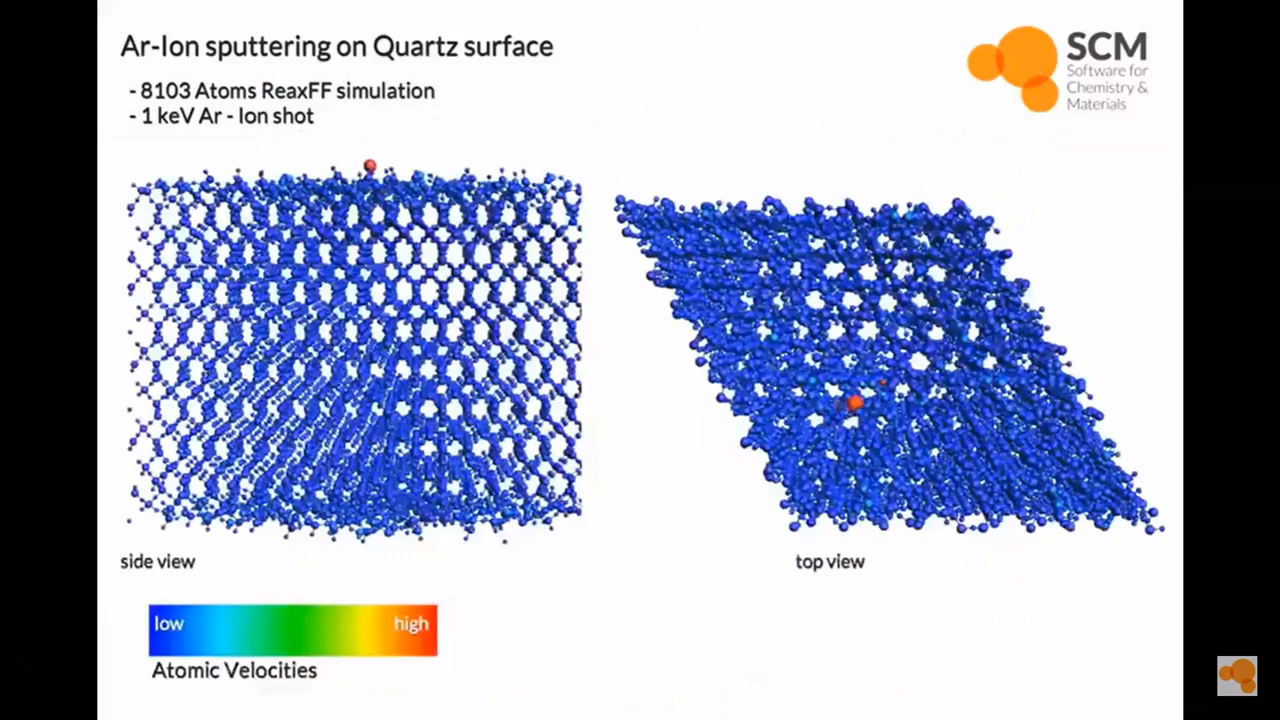 Ar-Ion sputtering on Quartz surface
- 8103 Atoms ReaxFF simulation
- 1 keV Ar - Ion shot
SCM
Software for
Chemistry &
Materials
side view
top view
low
high
Atomic Velocities